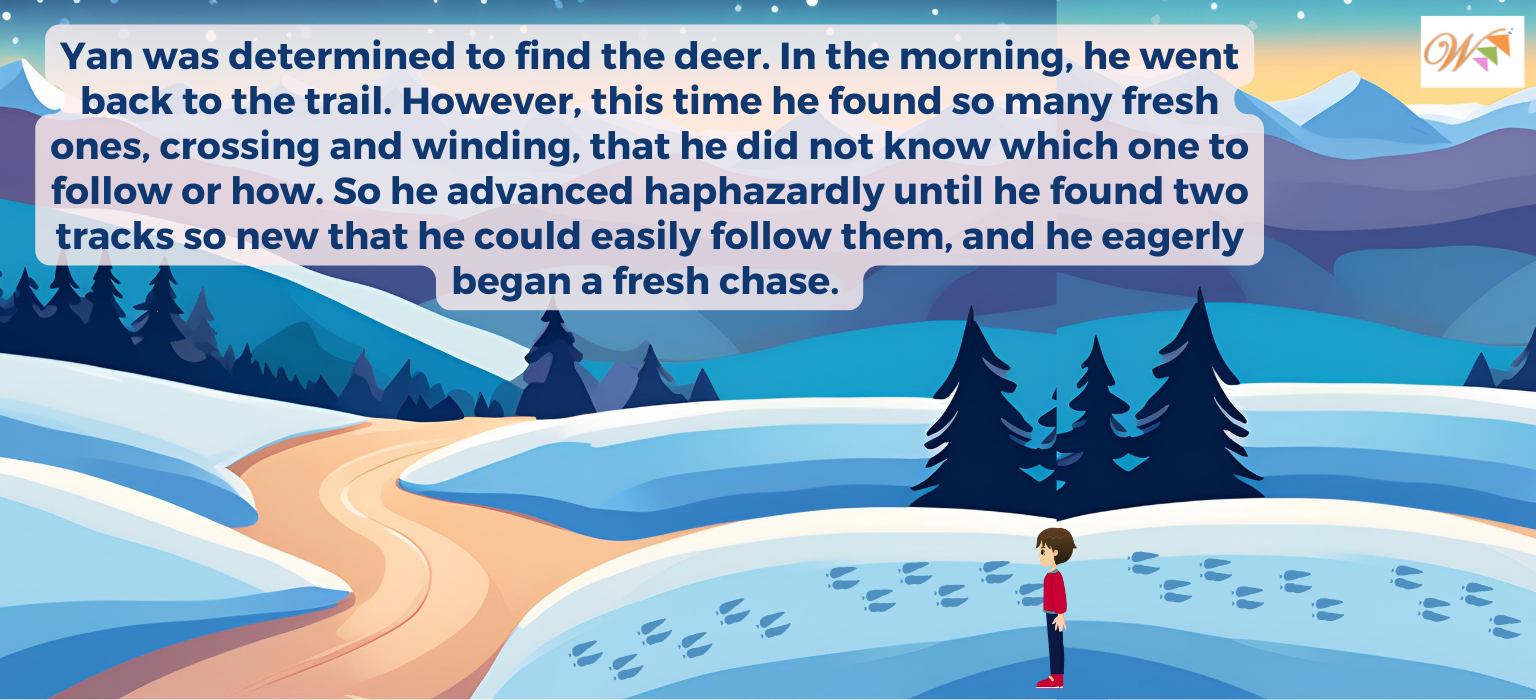 Yan was determined to find the deer. In the morning, he went
back to the trail. However, this time he found so many fresh
ones, crossing and winding, that he did not know which one to
follow or how. So he advanced haphazardly until he found two
tracks so new that he could easily follow them, and he eagerly
began a fresh chase.
W